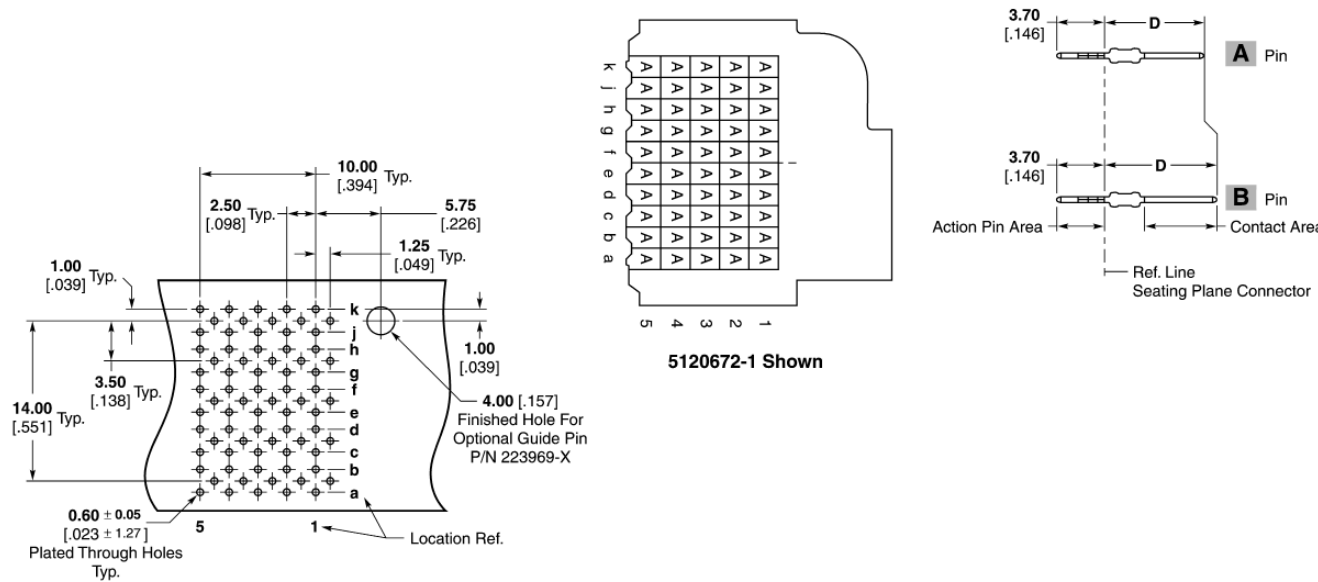 10.00
[.394] Typ.
2.50
[.098] Typ.
5.75
[.226]
1.25
[.049]
1.00
[.039] Typ.
k
j
h
g
f
e
d
c
b
a
1.00
[.039]
3.50
[.138] Typ.
14.00
[.551] Typ.
4.00 [.157]
Finished Hole For
Optional Guide Pin
P/N 223969-X
0.60 ± 0.05
[.023 ± 1.27]
Plated Through Holes
Typ.
5
1
Location Ref.
k A A A A A
j A A A A A
h A A A A A
g A A A A A
f A A A A A
e A A A A A
d A A A A A
c A A A A A
b A A A A A
a A A A A A
5 4 3 2 1
5120672-1 Shown
3.70
[.146]
D
A Pin
3.70
[.146]
D
B Pin
Action Pin Area
Contact Area
Ref. Line
Seating Plane Connector